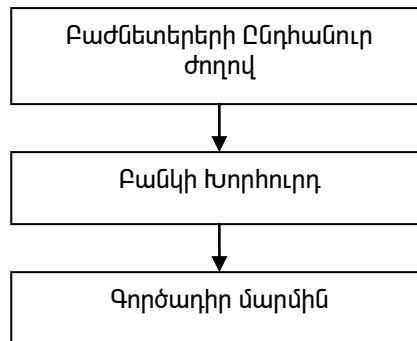 Բաժնետերերի Ընդհանուր
ժողով
Բանկի Խորհուրդ
Գործադիր մարմին